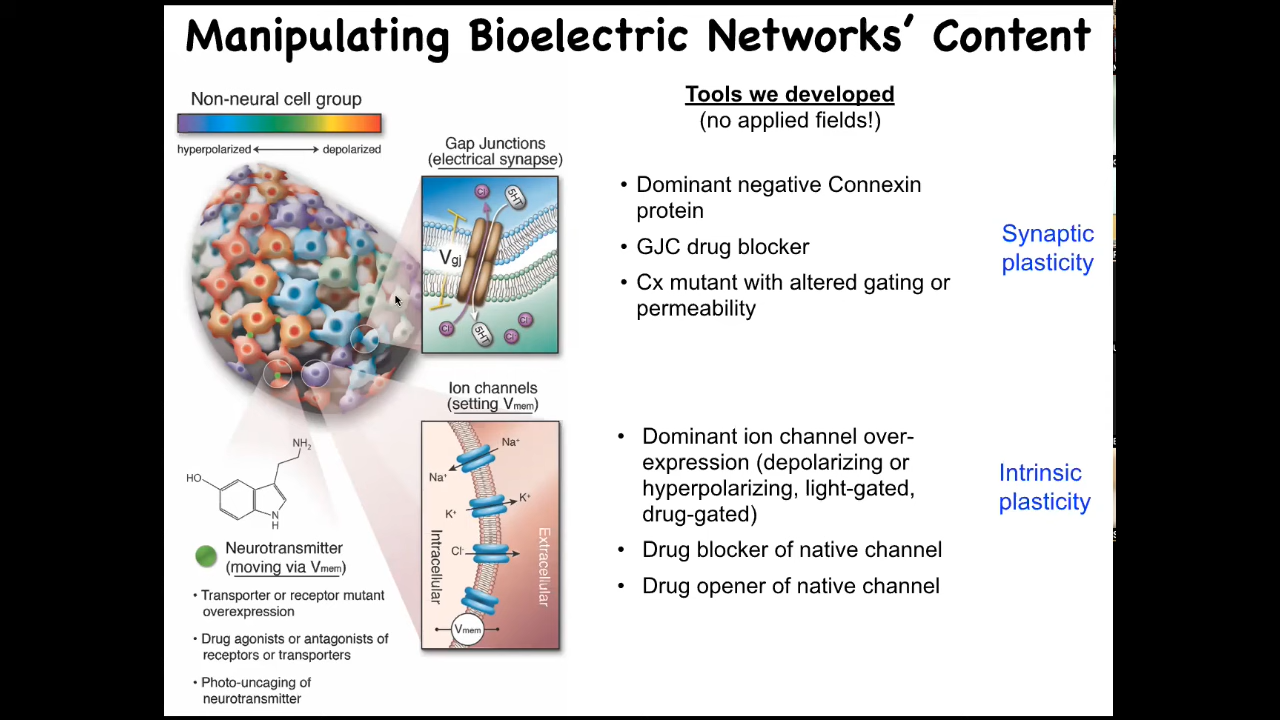 Manipulating Bioelectric Networks’ Content
Non-neural cell group
hyperpolarized
depolarized
Gap Junctions
(electrical synapse)
Cl-
5HT
Vgj
Cl-
5HT
Cl-
Cl-
Ion channels
(setting Vmem)
Na+
Na+
K+
K+
Cl-
Intracellular
Extracellular
Vmem
NH2
HO
N
H
Neurotransmitter
(moving via Vmem)
• Transporter or receptor mutant
overexpression
• Drug agonists or antagonists of
receptors or transporters
• Photo-uncaging of
neurotransmitter
Tools we developed
(no applied fields!)
• Dominant negative Connexin
protein
• GJC drug blocker
• Cx mutant with altered gating or
permeability
Synaptic
plasticity
• Dominant ion channel over-
expression (depolarizing or
hyperpolarizing, light-gated,
drug-gated)
• Drug blocker of native channel
• Drug opener of native channel
Intrinsic
plasticity